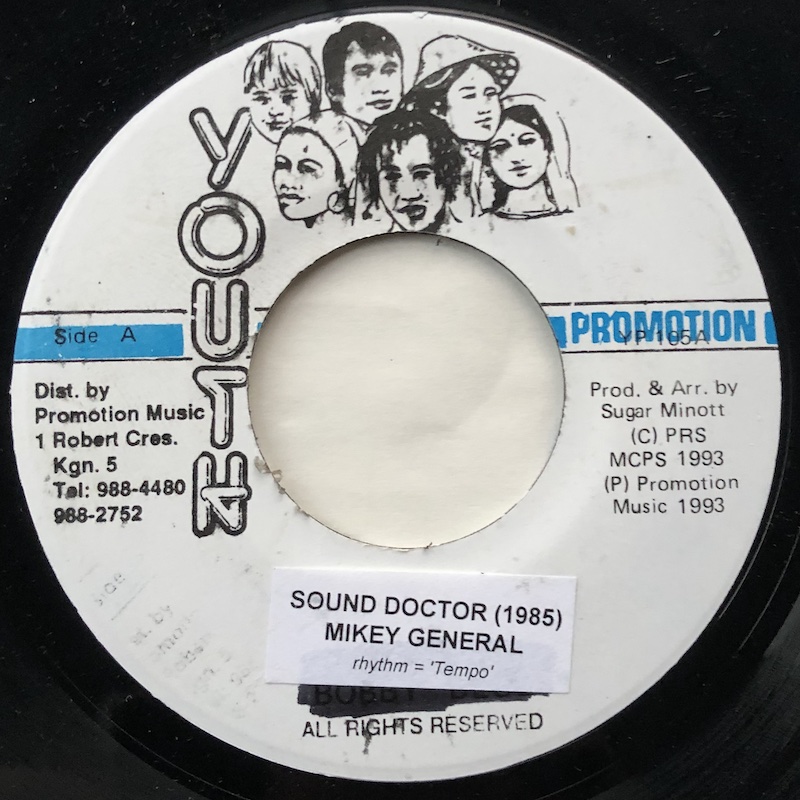 YOUTH
Side A
PROMOTION
YP 105A
Dist. by
Promotion Music
1 Robert Cres.
Kgn. 5
Tel: 988-4480
988-2752
Prod. & Arr. by
Sugar Minott
(C) PRS
MCPS 1993
(P) Promotion
Music 1993
SOUND DOCTOR (1985)
MIKEY GENERAL
rhythm = 'Tempo'
BOBBY
ALL RIGHTS RESERVED